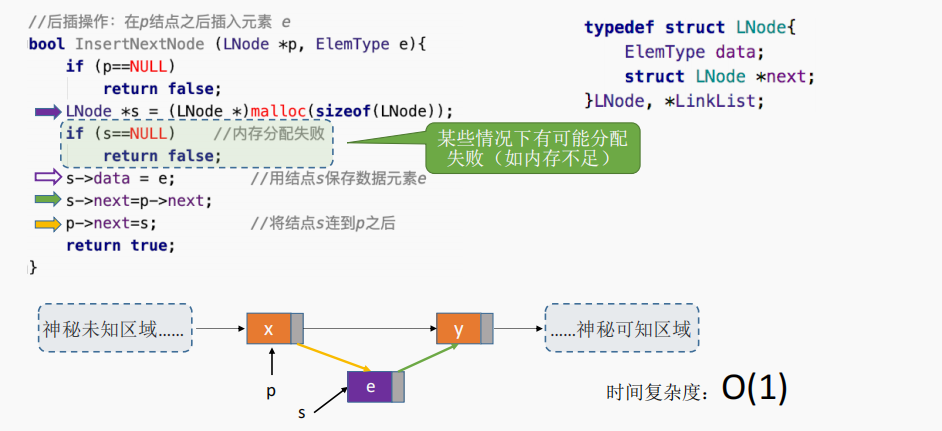 //后插操作：在p结点之后插入元素 e
bool InsertNextNode (LNode *p, ElemType e){
if (p==NULL)
return false;
LNode *s = (LNode *)malloc(sizeof(LNode));
if (s==NULL) //内存分配失败
return false;
s->data = e; //用结点s保存数据元素e
s->next=p->next;
p->next=s; //将结点s连到p之后
return true;
}
typedef struct LNode{
ElemType data;
struct LNode *next;
}LNode, *LinkList;
某些情况下有可能分配
失败（如内存不足）
神秘未知区域……
x
y
……神秘可知区域
p
e
s
时间复杂度：O(1)